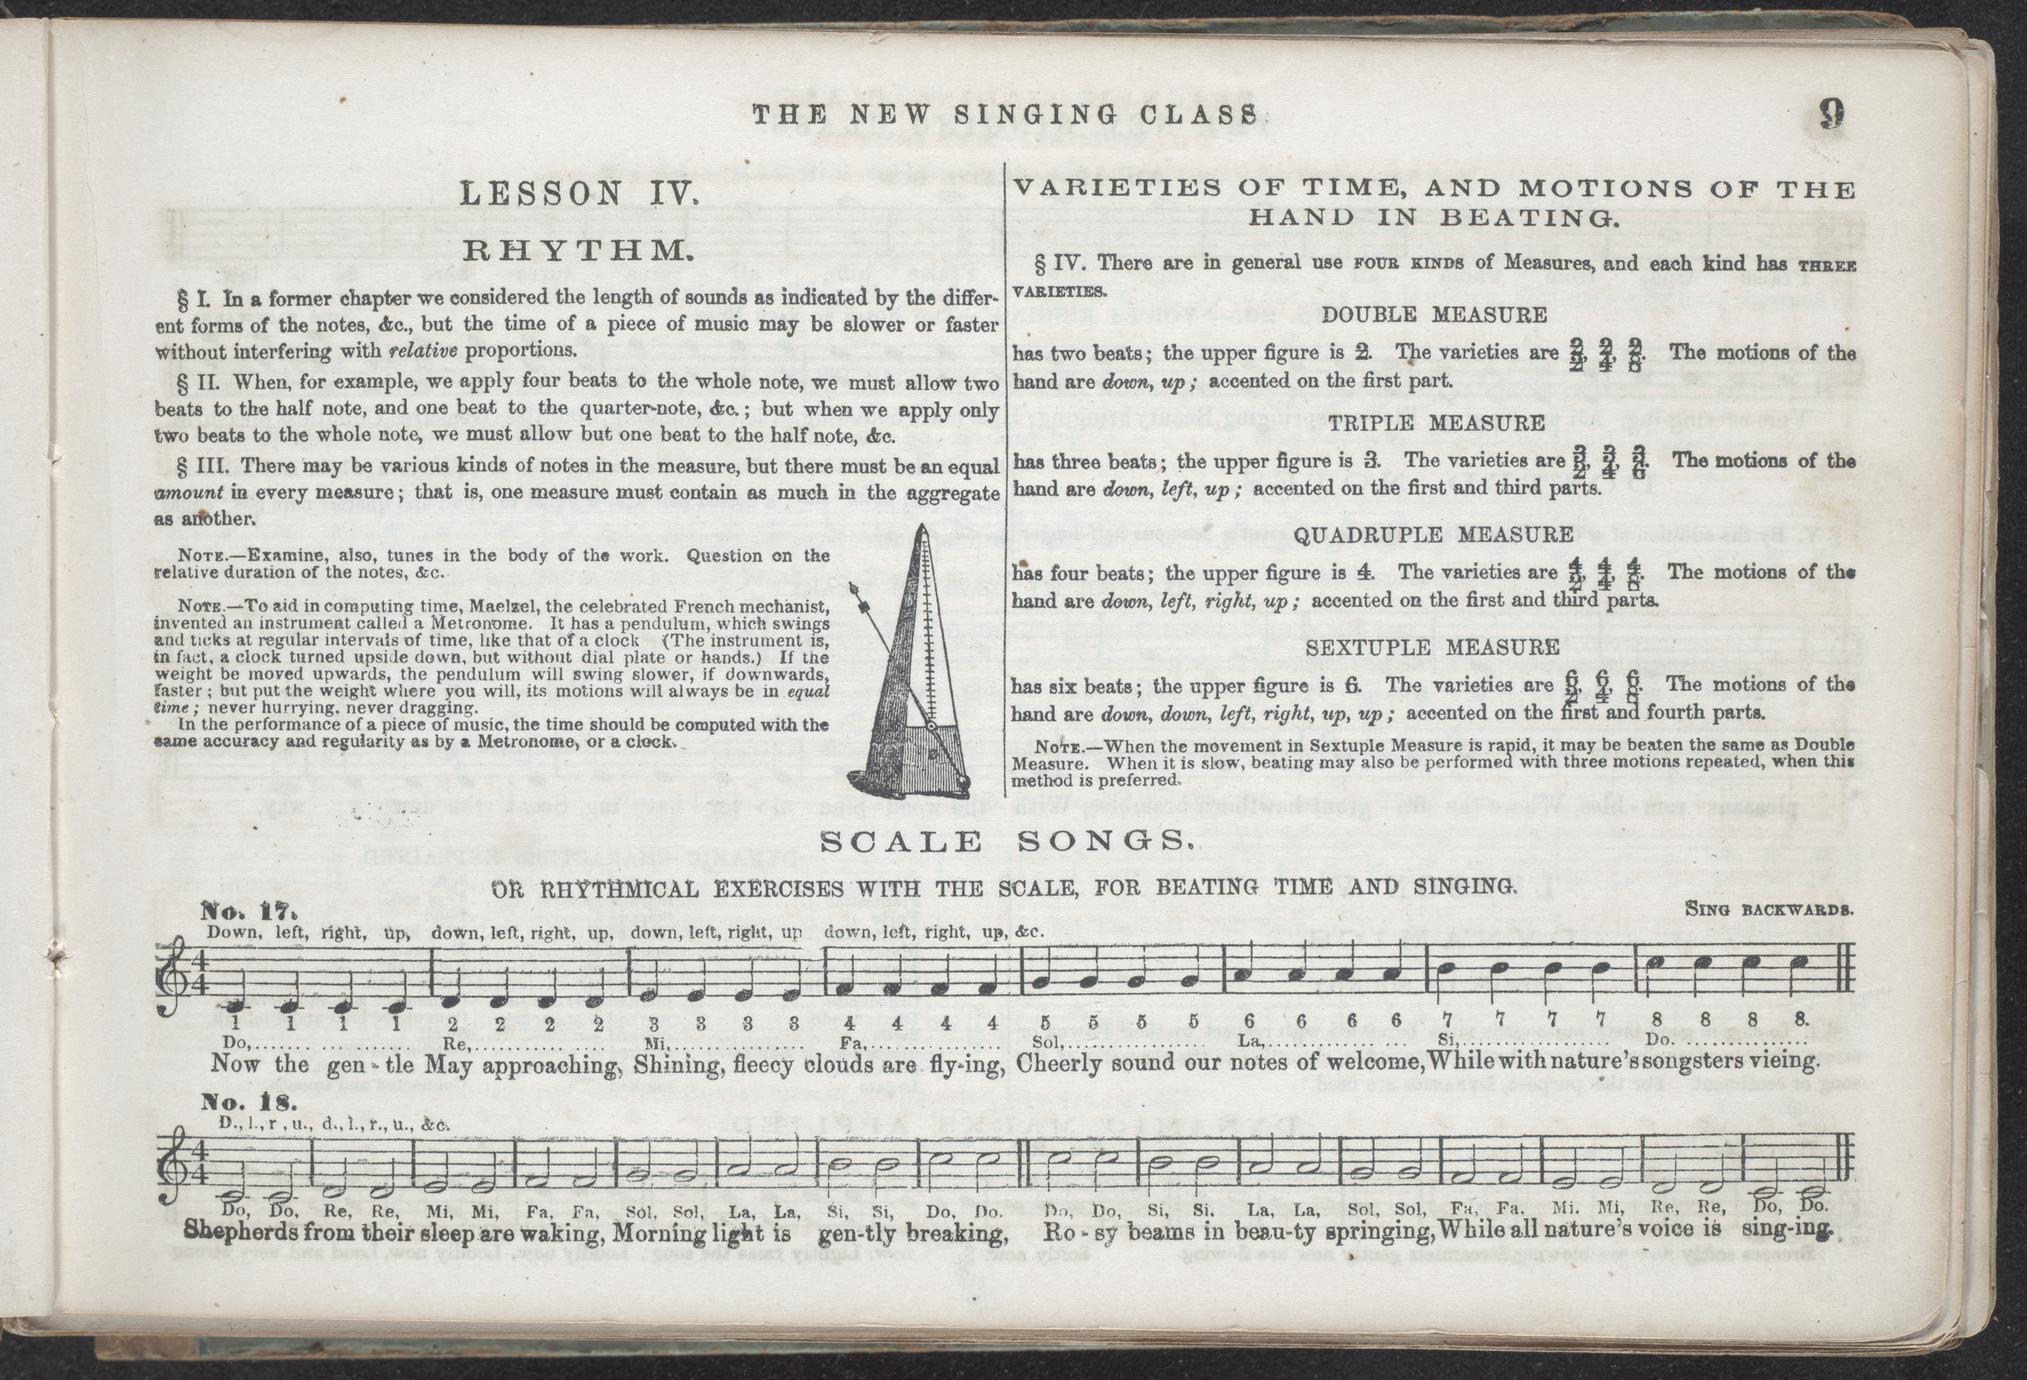 THE NEW SINGING CLASS
9
LESSON IV.
RHYTHM.
§ I. In a former chapter we considered the length of sounds as indicated by the differ-
ent forms of the notes, &c., but the time of a piece of music may be slower or faster
without interfering with relative proportions.
§ II. When, for example, we apply four beats to the whole note, we must allow two
beats to the half note, and one beat to the quarter-note, &c.; but when we apply only
two beats to the whole note, we must allow but one beat to the half note, &c.
§ III. There may be various kinds of notes in the measure, but there must be an equal
amount in every measure; that is, one measure must contain as much in the aggregate
as another.
NOTE.—Examine, also, tunes in the body of the work. Question on the
relative duration of the notes, &c.
NOTE.—To aid in computing time, Maelzel, the celebrated French mechanist,
invented an instrument called a Metronome. It has a pendulum, which swings
and ticks at regular intervals of time, like that of a clock (The instrument is,
in fact, a clock turned upside down, but without dial plate or hands.) If the
weight be moved upwards, the pendulum will swing slower, if downwards,
faster; but put the weight where you will, its motions will always be in equal
time; never hurrying, never dragging.
In the performance of a piece of music, the time should be computed with the
same accuracy and regularity as by a Metronome, or a clock.
VARIETIES OF TIME, AND MOTIONS OF THE
HAND IN BEATING.
§ IV. There are in general use FOUR KINDS of Measures, and each kind has THREE
VARIETIES.
DOUBLE MEASURE
has two beats; the upper figure is 2. The varieties are 2/2, 2/4, 2/8. The motions of the
hand are down, up; accented on the first part.
TRIPLE MEASURE
has three beats; the upper figure is 3. The varieties are 3/2, 3/4, 3/6. The motions of the
hand are down, left, up; accented on the first and third parts.
QUADRUPLE MEASURE
has four beats; the upper figure is 4. The varieties are 4/2, 4/4, 4/8. The motions of the
hand are down, left, right, up; accented on the first and third parts.
SEXTUPLE MEASURE
has six beats; the upper figure is 6. The varieties are 6/2, 6/4, 6/8. The motions of the
hand are down, down, left, right, up, up; accented on the first and fourth parts.
NOTE.—When the movement in Sextuple Measure is rapid, it may be beaten the same as Double
Measure. When it is slow, beating may also be performed with three motions repeated, when this
method is preferred.
SCALE SONGS.
OR RHYTHMICAL EXERCISES WITH THE SCALE, FOR BEATING TIME AND SINGING.
No. 17.
SING BACKWARDS.
Down, left, right, up, down, left, right, up, down, left, right, up down, left, right, up, &c.
4
4
1 1 1 1 2 2 2 2 3 3 3 3 4 4 4 4 5 5 5 5 6 6 6 6 7 7 7 7 8 8 8 8.
Do,.................. Re,.................. Mi,.................. Fa,.................. Sol,.................. La,.................. Si,.................. Do...................
Now the gen-tle May approaching, Shining, fleecy clouds are fly-ing, Cheerly sound our notes of welcome, While with nature's songsters vieing.
No. 18.
D., l., r, u., d., l., r., u., &c.
4
4
Do, Do, Re, Re, Mi, Mi, Fa, Fa, Sol, Sol, La, La, Si, Si, Do, Do. Do, Do, Si, Si. La, La, Sol, Sol, Fa, Fa. Mi. Mi, Re, Re, Do, Do.
Shepherds from their sleep are waking, Morning light is gen-tly breaking, Ro-sy beams in beau-ty springing, While all nature's voice is sing-ing.